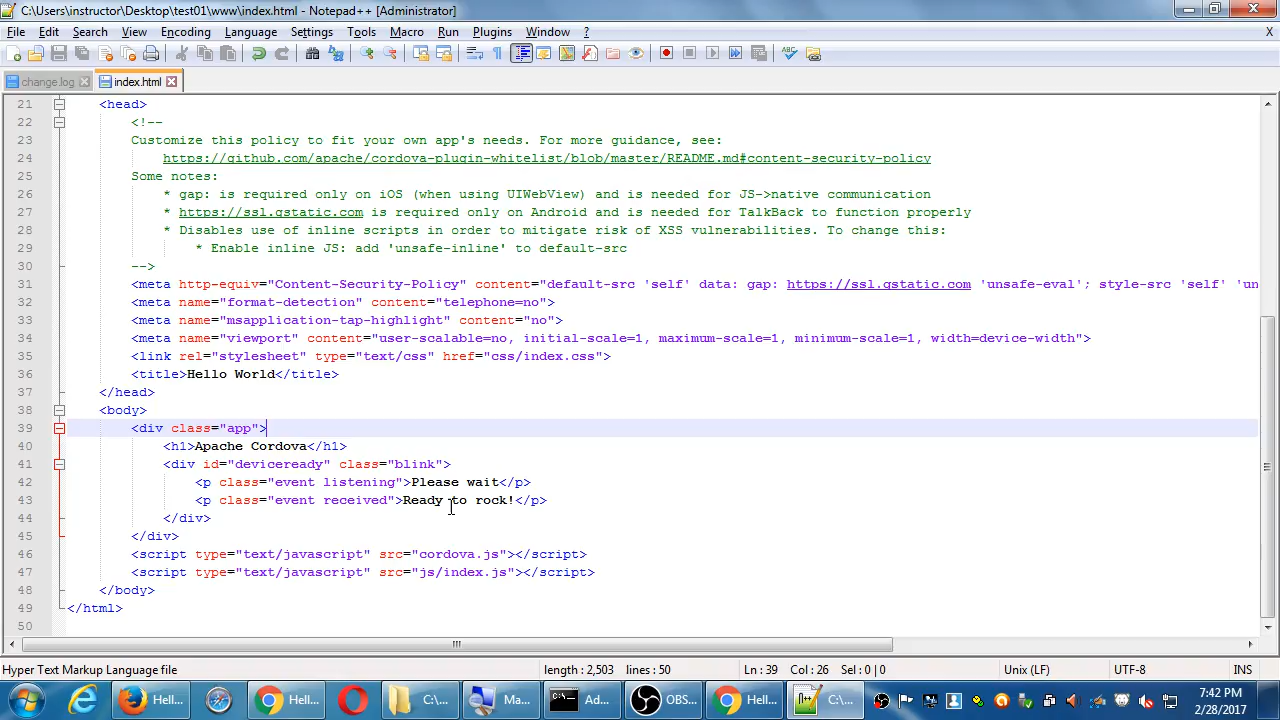 C:\Users\instructor\Desktop\test01\www\index.html - Notepad++ [Administrator]
File Edit Search View Encoding Language Settings Tools Macro Run Plugins Window ? X
change.log index.html
21 <head>
22 <!--
23 Customize this policy to fit your own app's needs. For more guidance, see:
24 https://github.com/apache/cordova-plugin-whitelist/blob/master/README.md#content-security-policy
25 Some notes:
26 * gap: is required only on iOS (when using UIWebView) and is needed for JS->native communication
27 * https://ssl.gstatic.com is required only on Android and is needed for TalkBack to function properly
28 * Disables use of inline scripts in order to mitigate risk of XSS vulnerabilities. To change this:
29 * Enable inline JS: add 'unsafe-inline' to default-src
30 -->
31 <meta http-equiv="Content-Security-Policy" content="default-src 'self' data: gap: https://ssl.gstatic.com 'unsafe-eval'; style-src 'self' 'un
32 <meta name="format-detection" content="telephone=no">
33 <meta name="msapplication-tap-highlight" content="no">
34 <meta name="viewport" content="user-scalable=no, initial-scale=1, maximum-scale=1, minimum-scale=1, width=device-width">
35 <link rel="stylesheet" type="text/css" href="css/index.css">
36 <title>Hello World</title>
37 </head>
38 <body>
39 <div class="app">
40 <h1>Apache Cordova</h1>
41 <div id="deviceready" class="blink">
42 <p class="event listening">Please wait</p>
43 <p class="event received">Ready to rock!</p>
44 </div>
45 </div>
46 <script type="text/javascript" src="cordova.js"></script>
47 <script type="text/javascript" src="js/index.js"></script>
48 </body>
49 </html>
50
Hyper Text Markup Language file length : 2,503 lines : 50 Ln : 39 Col : 26 Sel : 0 | 0 Unix (LF) UTF-8 INS
Hell... Hell... C:\... Ma... Ad... OBS... Hell... C:\... 7:42 PM
2/28/2017